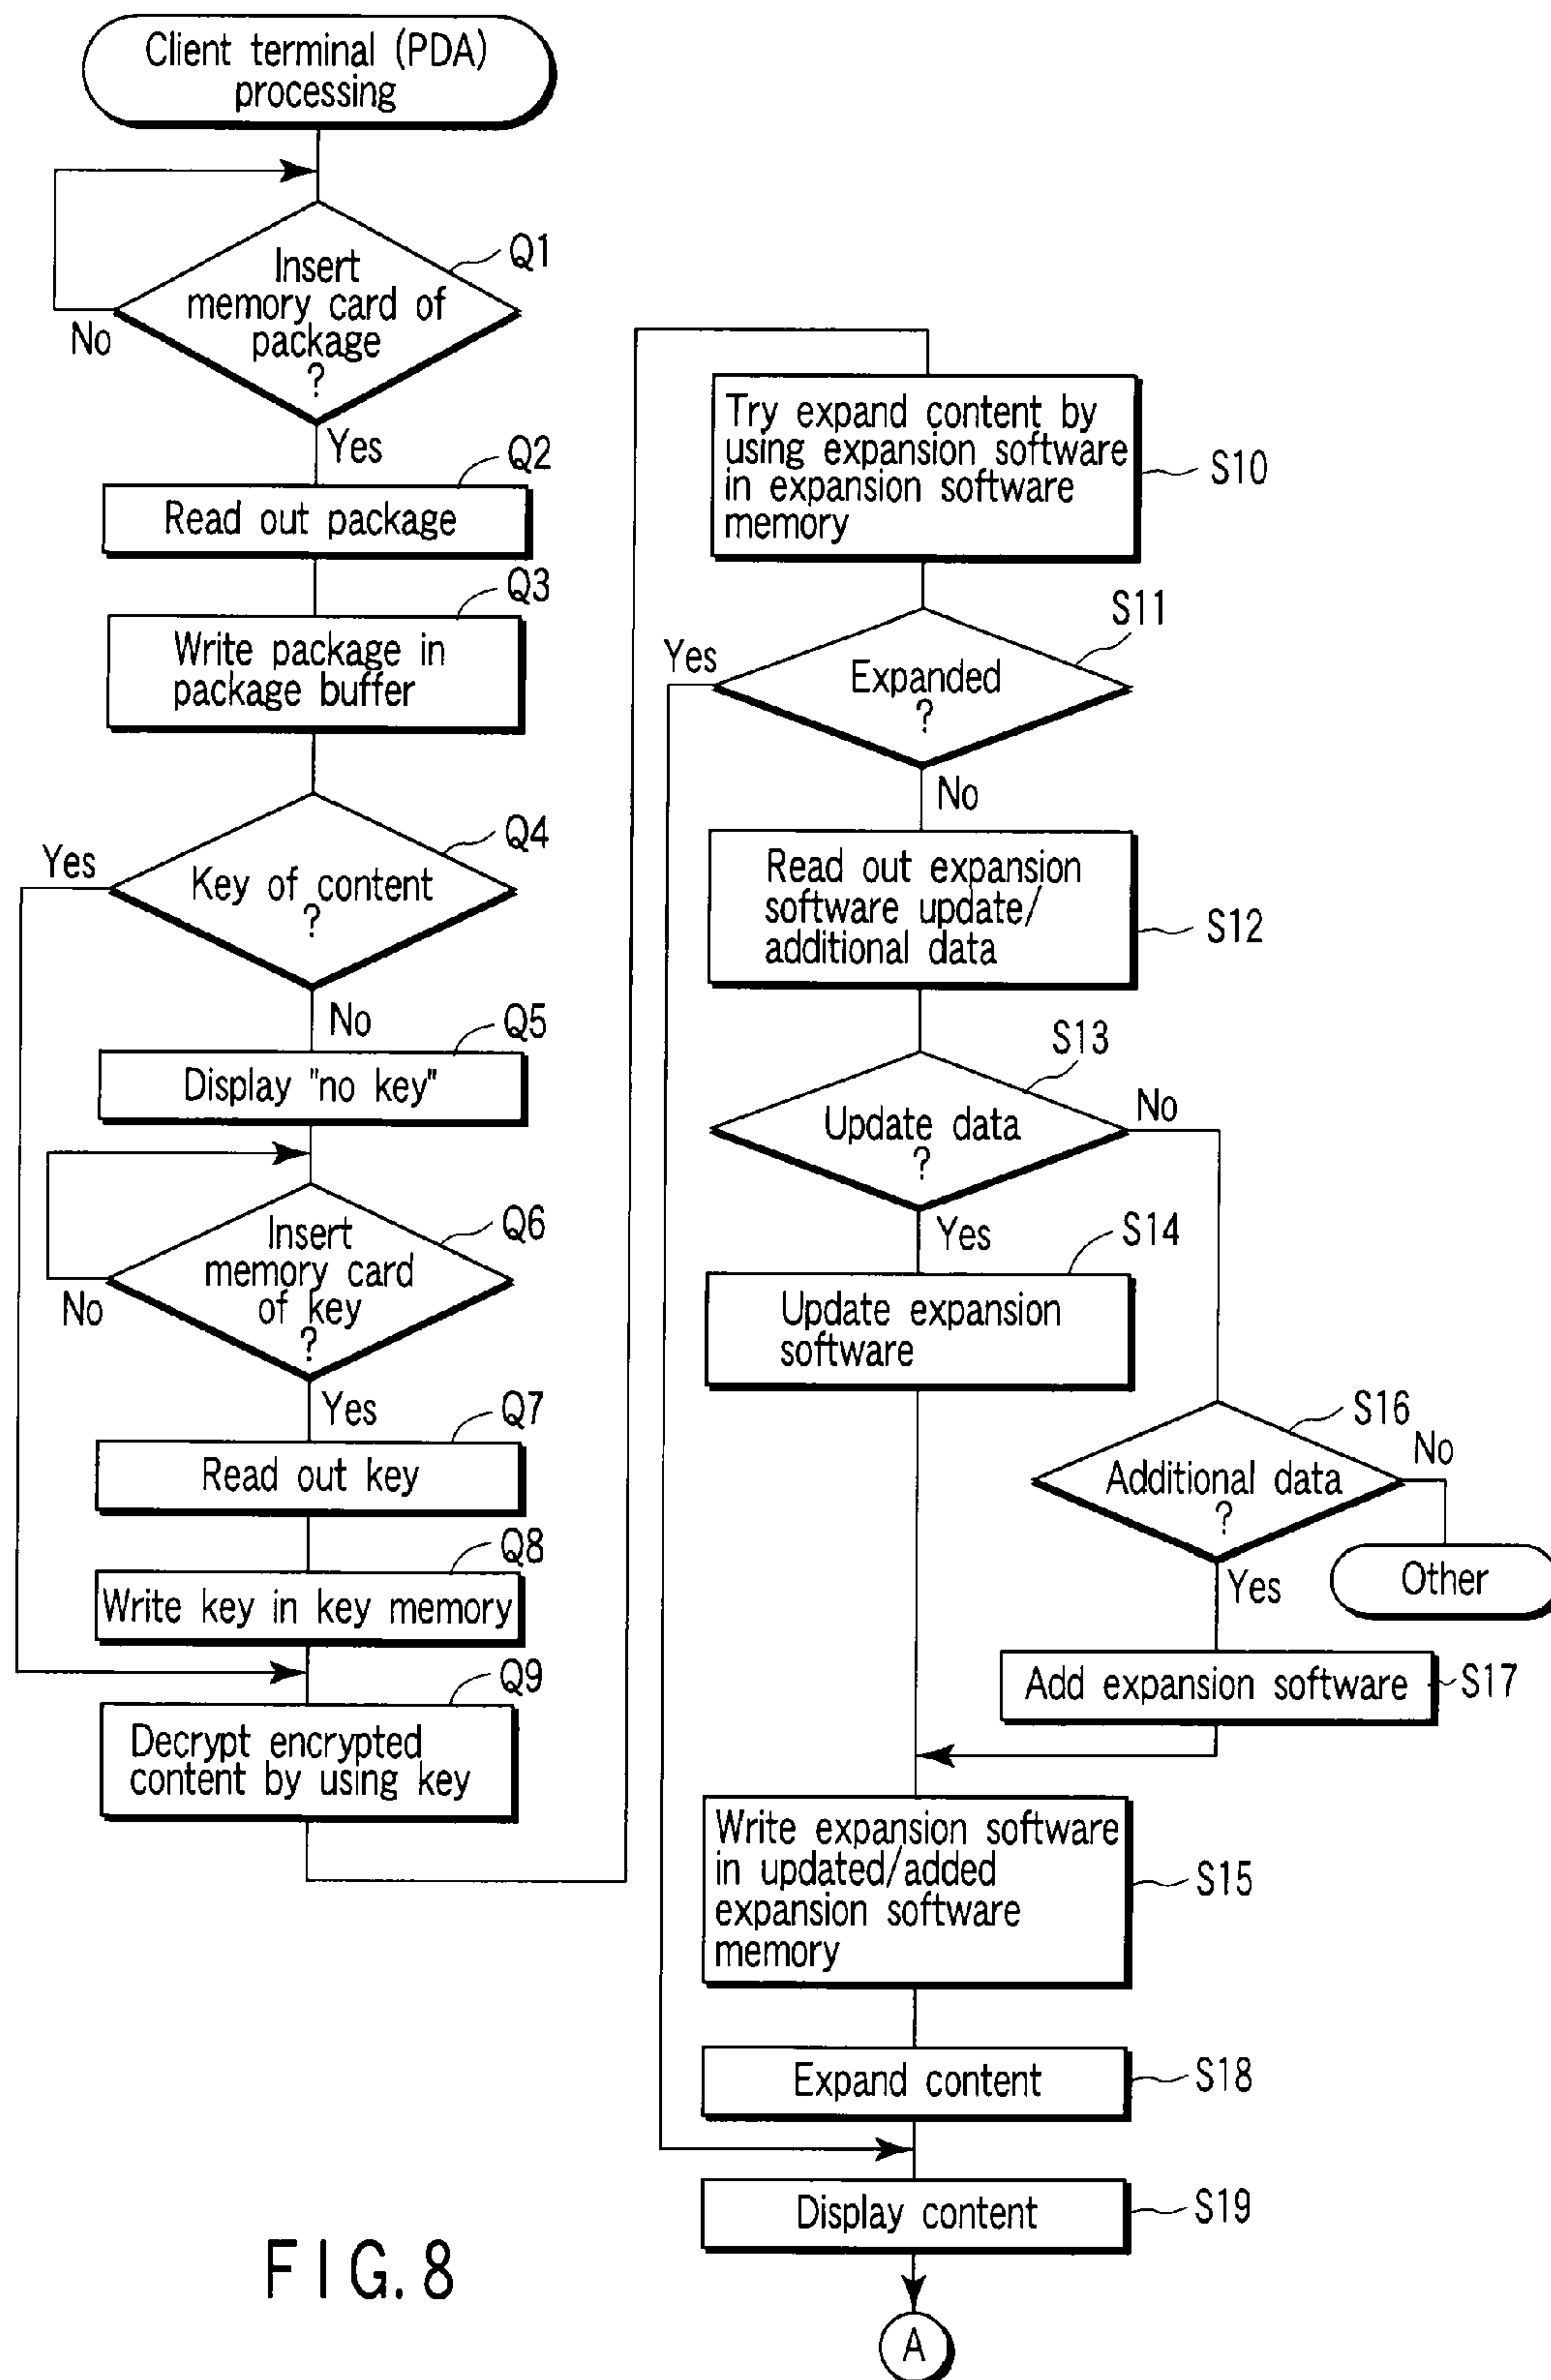 Client terminal (PDA)
processing
Insert
memory card of
package
?
Q1
No
Yes
Q2
Read out package
Q3
Write package in
package buffer
Q4
Yes
Key of content
?
No
Q5
Display "no key"
Insert
memory card
of key
?
Q6
No
Yes
Q7
Read out key
Q8
Write key in key memory
Q9
Decrypt encrypted
content by using key
Try expand content by
using expansion software
in expansion software
memory
S10
S11
Yes
Expanded
?
No
Read out expansion
software update/
additional data
S12
S13
Update data
?
No
Yes
S14
Update expansion
software
S16
Additional data
?
No
Other
Yes
Add expansion software
S17
Write expansion software
in updated/added
expansion software
memory
S15
Expand content
S18
Display content
S19
A
FIG. 8